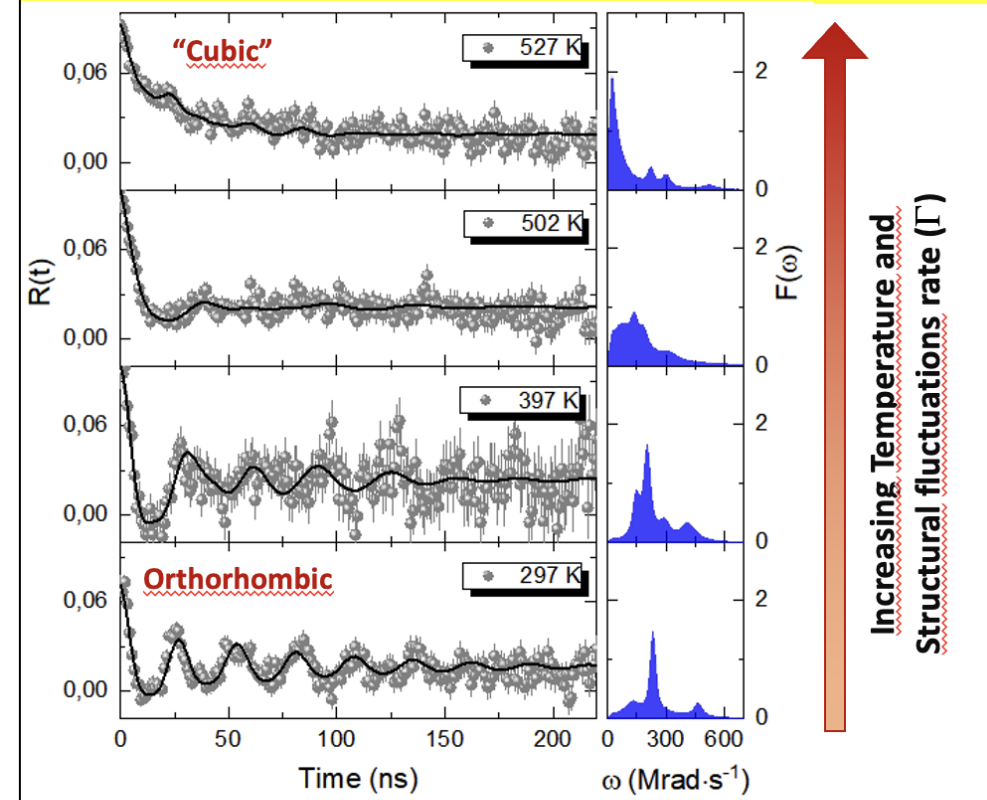 "Cubic"
527 K
0,06
0,00
2
0
502 K
0,06
0,00
2
0
R(t)
F(ω)
397 K
0,06
0,00
2
0
Orthorhombic
297 K
0,06
0,00
2
0
0 50 100 150 200
0 300 600
Time (ns)
ω (Mrad·s⁻¹)
Increasing Temperature and
Structural fluctuations rate (Γ)